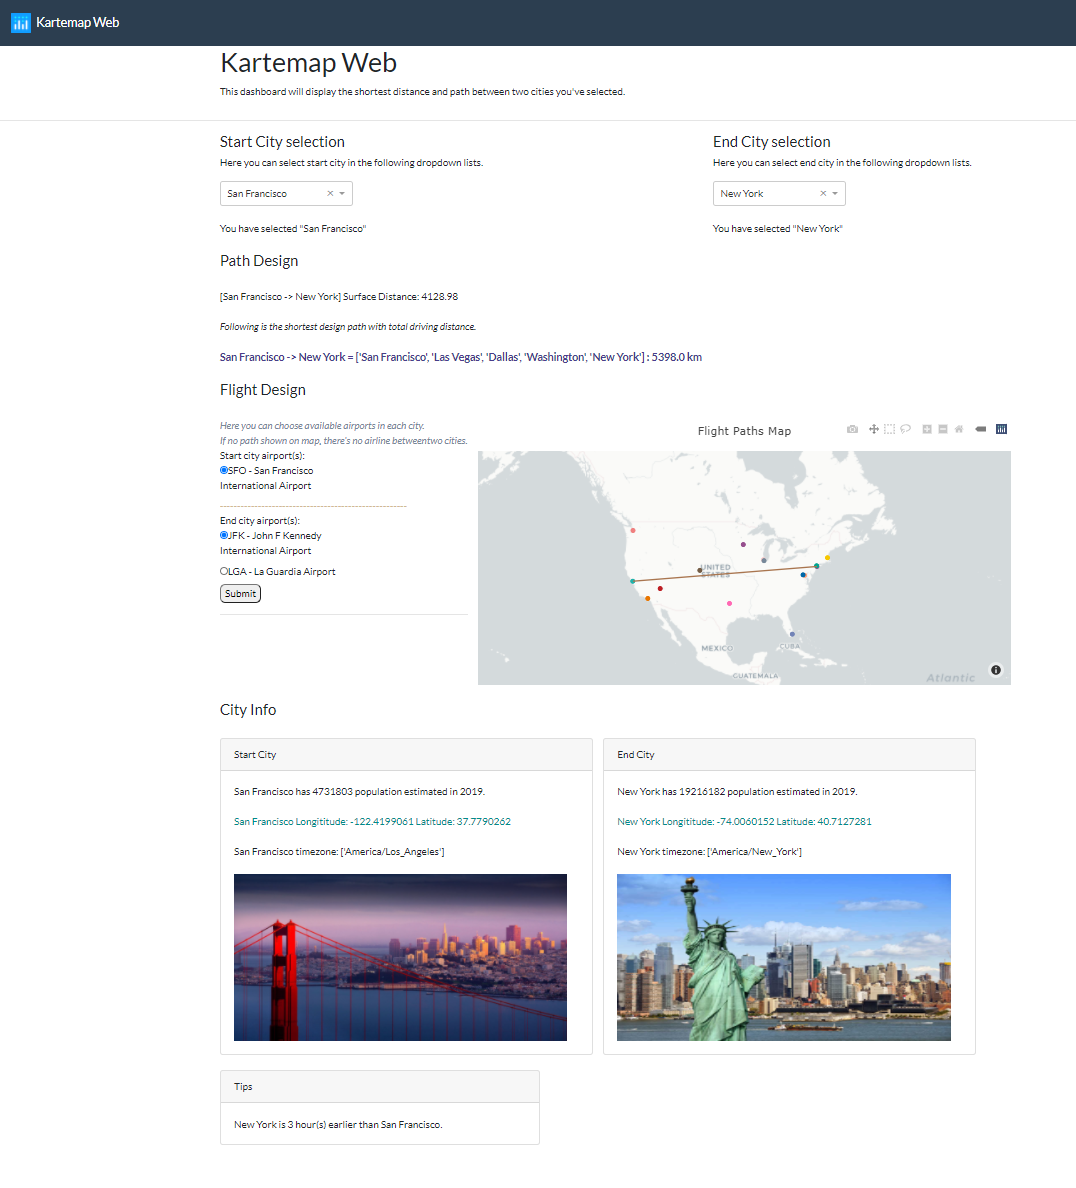 Kartemap Web
Kartemap Web
This dashboard will display the shortest distance and path between two cities you've selected.
Start City selection
Here you can select start city in the following dropdown lists.
San Francisco
You have selected "San Francisco"
End City selection
Here you can select end city in the following dropdown lists.
New York
You have selected "New York"
Path Design
[San Francisco -> New York] Surface Distance: 4128.98
Following is the shortest design path with total driving distance.
San Francisco -> New York = ['San Francisco', 'Las Vegas', 'Dallas', 'Washington', 'New York'] : 5398.0 km
Flight Design
Here you can choose available airports in each city.
If no path shown on map, there's no airline betweentwo cities.
Start city airport(s):
SFO - San Francisco
International Airport
------------------------------------------------------
End city airport(s):
JFK - John F Kennedy
International Airport
LGA - La Guardia Airport
Submit
Flight Paths Map
UNITED
STATES
MEXICO
CUBA
GUATEMALA
Atlantic
City Info
Start City
San Francisco has 4731803 population estimated in 2019.
San Francisco Longititude: -122.4199061 Latitude: 37.7790262
San Francisco timezone: ['America/Los_Angeles']
End City
New York has 19216182 population estimated in 2019.
New York Longititude: -74.0060152 Latitude: 40.7127281
New York timezone: ['America/New_York']
Tips
New York is 3 hour(s) earlier than San Francisco.